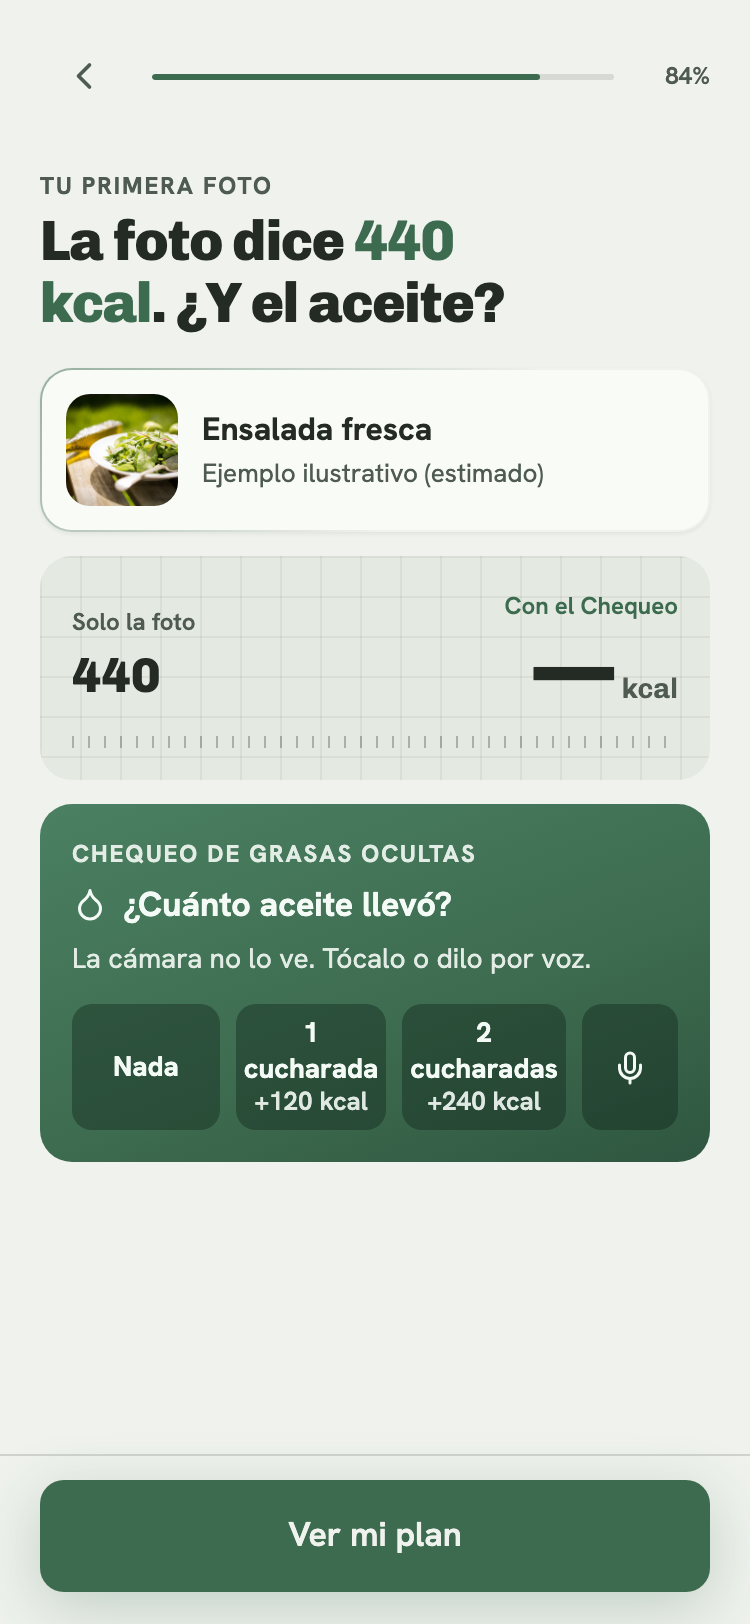 84%
TU PRIMERA FOTO
La foto dice 440
kcal. ¿Y el aceite?
Ensalada fresca
Ejemplo ilustrativo (estimado)
Solo la foto
440
Con el Chequeo
— kcal
CHEQUEO DE GRASAS OCULTAS
¿Cuánto aceite llevó?
La cámara no lo ve. Tócalo o dilo por voz.
Nada
1
cucharada
+120 kcal
2
cucharadas
+240 kcal
Ver mi plan